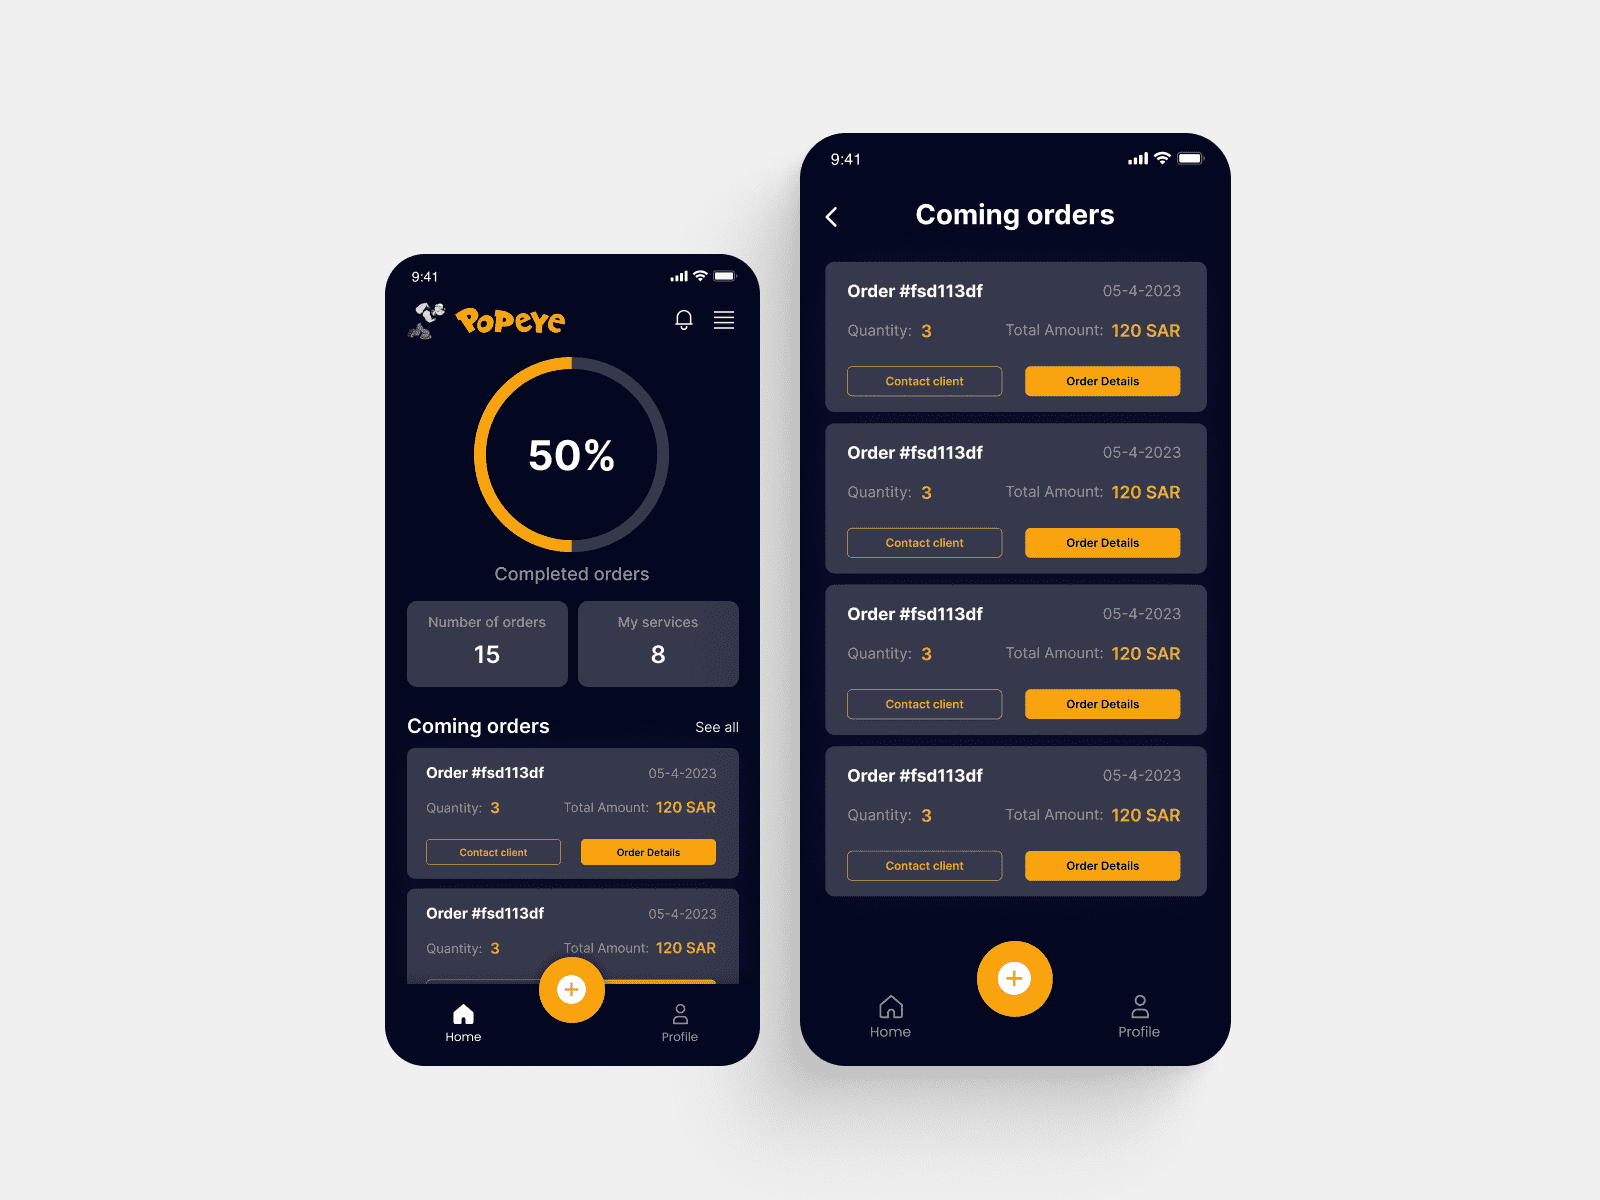 9:41
Popeye
50%
Completed orders
Number of orders
15
My services
8
Coming orders
See all
Order #fsd113df
05-4-2023
Quantity: 3
Total Amount: 120 SAR
Contact client
Order Details
Order #fsd113df
05-4-2023
Quantity: 3
Total Amount: 120 SAR
Home
Profile
9:41
Coming orders
Order #fsd113df
05-4-2023
Quantity: 3
Total Amount: 120 SAR
Contact client
Order Details
Order #fsd113df
05-4-2023
Quantity: 3
Total Amount: 120 SAR
Contact client
Order Details
Order #fsd113df
05-4-2023
Quantity: 3
Total Amount: 120 SAR
Contact client
Order Details
Order #fsd113df
05-4-2023
Quantity: 3
Total Amount: 120 SAR
Contact client
Order Details
Home
Profile